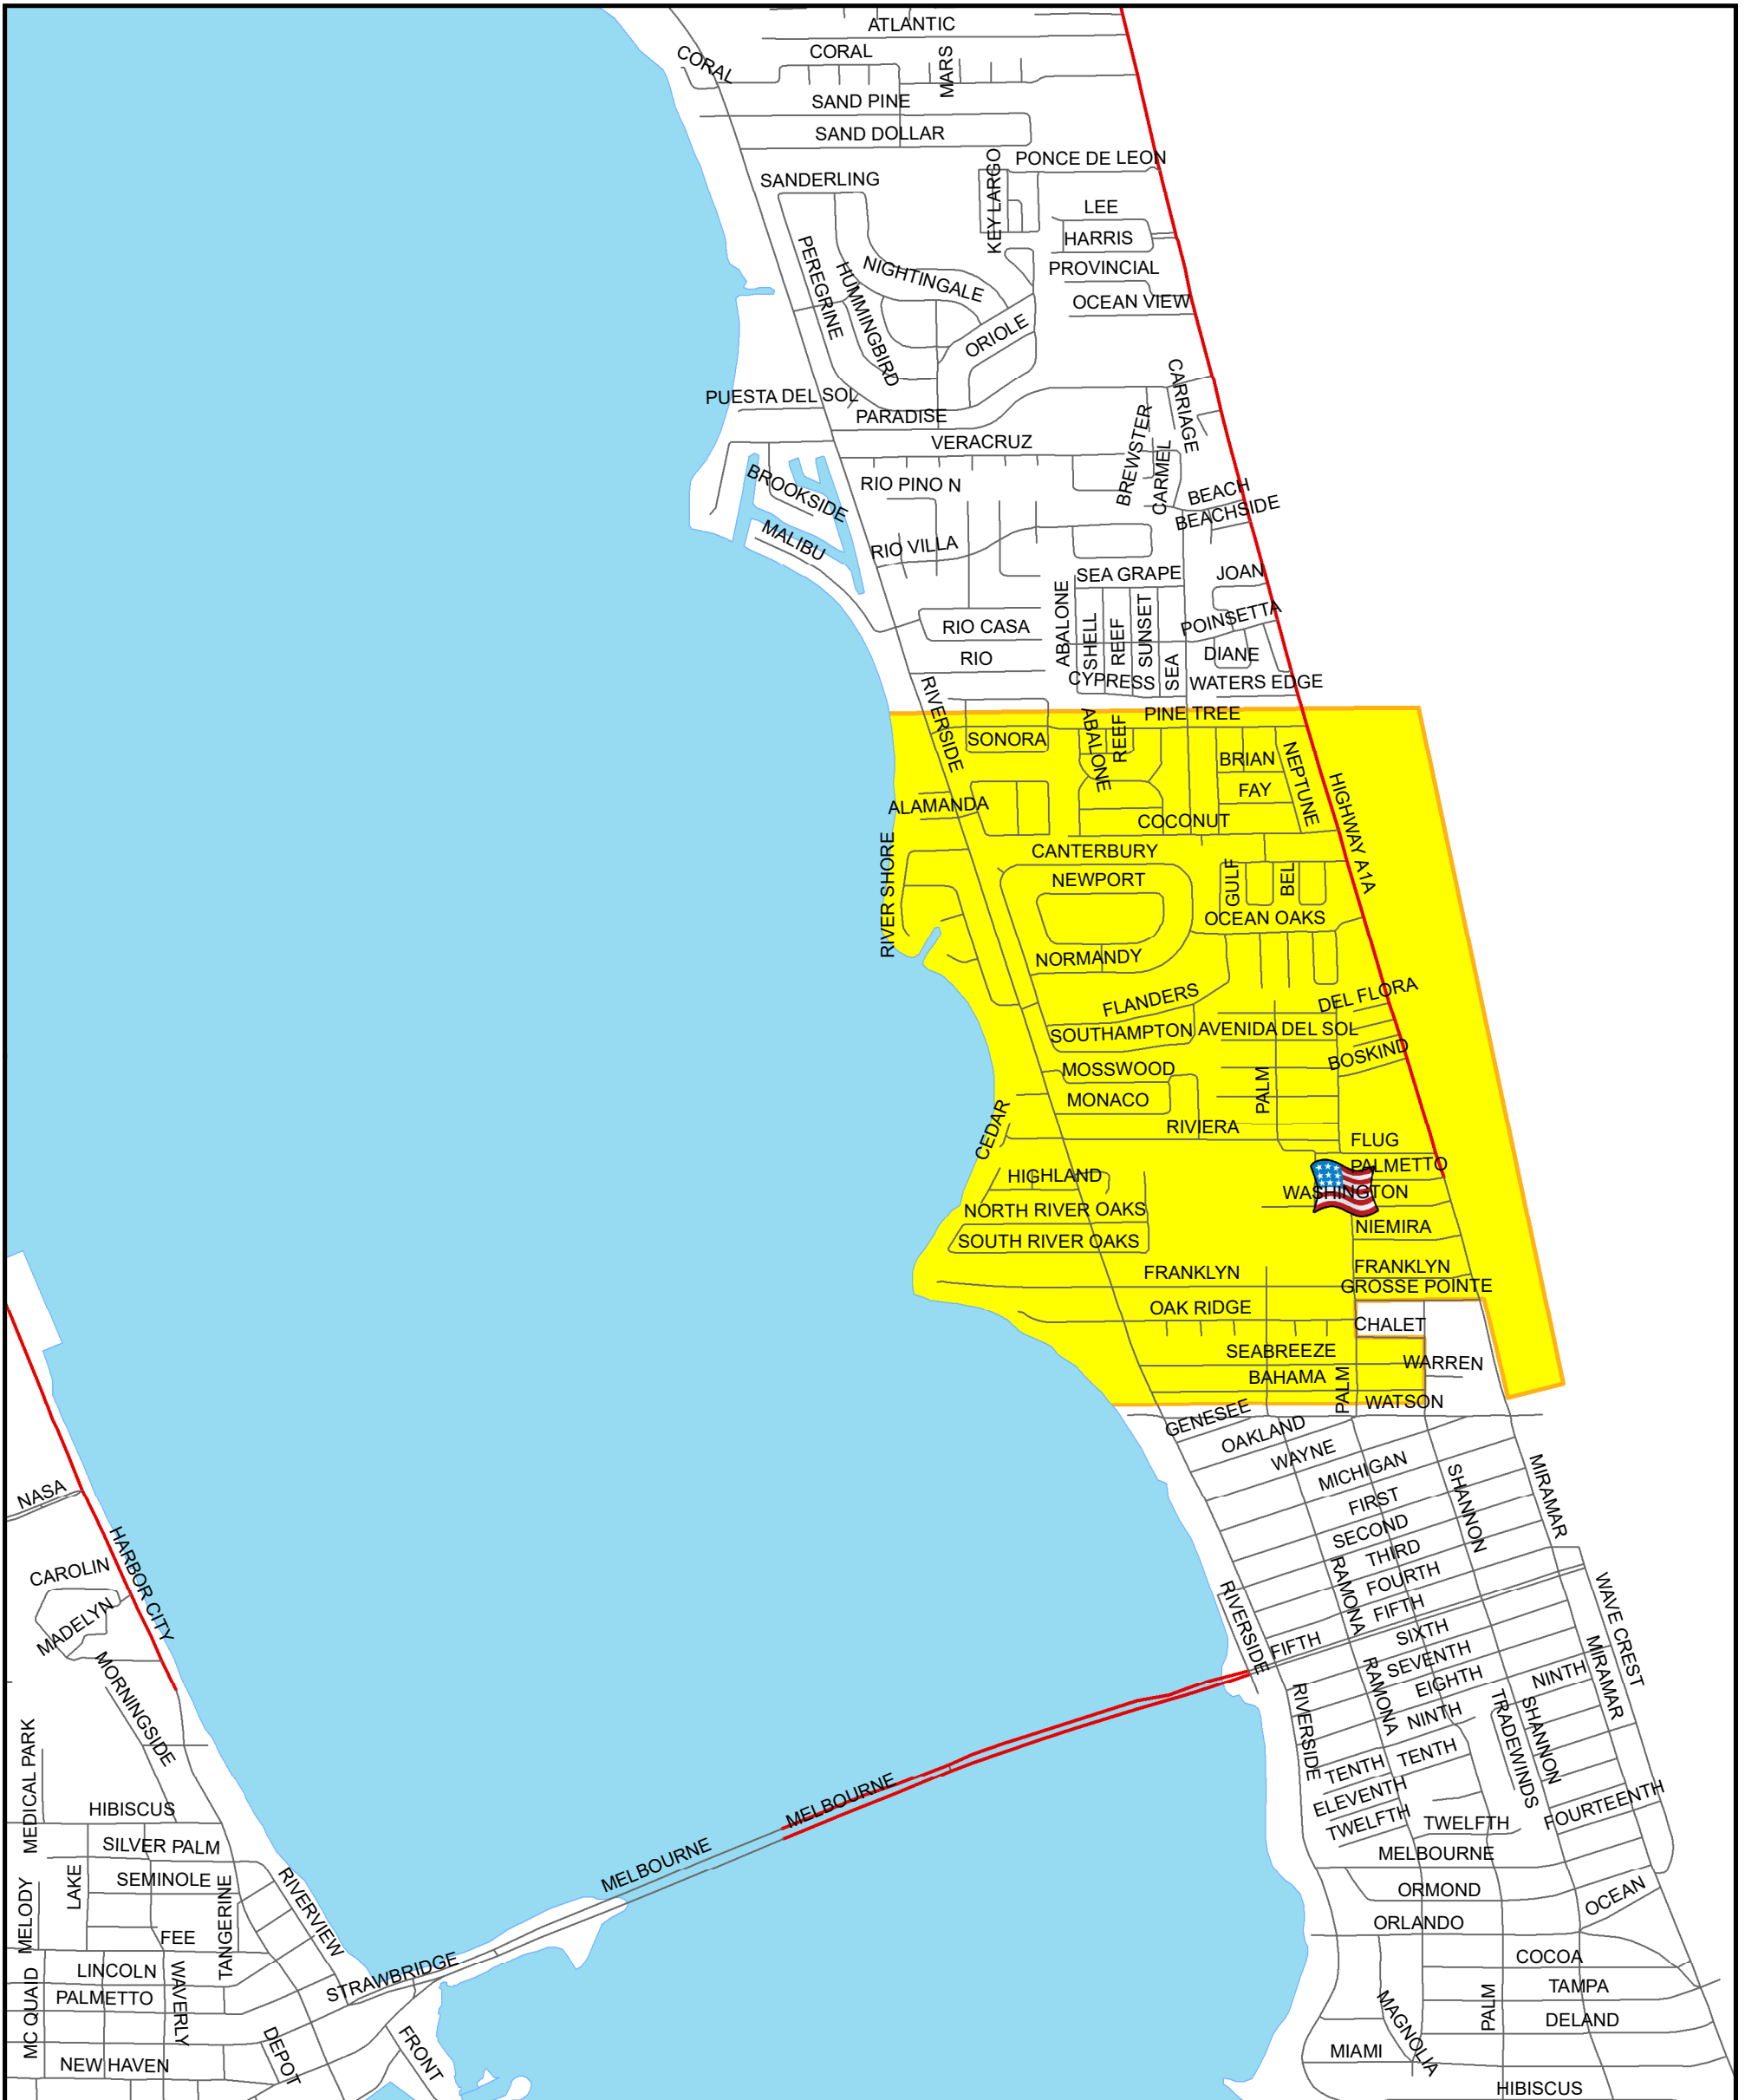 ATLANTIC
CORAL
CORAL
MARS
SAND PINE
SAND DOLLAR
KEY LARGO
PONCE DE LEON
SANDERLING
LEE
HARRIS
PEREGRINE
HUMMINGBIRD
NIGHTINGALE
PROVINCIAL
OCEAN VIEW
ORIOLE
CARRIAGE
PUESTA DEL SOL
PARADISE
BREWSTER
VERACRUZ
CARMEL
BROOKSIDE
RIO PINO N
BEACH
BEACHSIDE
MALIBU
RIO VILLA
SEA GRAPE
JOAN
ABALONE
SHELL
REEF
SUNSET
POINSETTA
RIO CASA
SEA
DIANE
RIO
CYPRESS
WATERS EDGE
RIVERSIDE
ABALONE
REEF
PINE TREE
SONORA
BRIAN
NEPTUNE
HIGHWAY A1A
FAY
ALAMANDA
COCONUT
RIVER SHORE
CANTERBURY
NEWPORT
GULF
BEL
OCEAN OAKS
NORMANDY
FLANDERS
DEL FLORA
SOUTHAMPTON
AVENIDA DEL SOL
BOSKIND
MOSSWOOD
PALM
MONACO
CEDAR
RIVIERA
FLUG
PALMETTO
HIGHLAND
WASHINGTON
NORTH RIVER OAKS
NIEMIRA
SOUTH RIVER OAKS
FRANKLYN
FRANKLYN
GROSSE POINTE
OAK RIDGE
CHALET
SEABREEZE
WARREN
BAHAMA
PALM
WATSON
GENESEE
OAKLAND
WAYNE
MICHIGAN
SHANNON
MIRAMAR
NASA
FIRST
SECOND
HARBOR CITY
THIRD
CAROLIN
RAMONA
FOURTH
WAVE CREST
RIVERSIDE
FIFTH
MADELYN
FIFTH
SIXTH
MIRAMAR
MORNINGSIDE
RAMONA
SEVENTH
EIGHTH
NINTH
RIVERSIDE
NINTH
TRADEWINDS
SHANNON
MEDICAL PARK
TENTH
TENTH
MELBOURNE
ELEVENTH
FOURTEENTH
HIBISCUS
TWELFTH
TWELFTH
SILVER PALM
MELBOURNE
MELBOURNE
LAKE
SEMINOLE
TANGERINE
RIVERVIEW
ORMOND
OCEAN
MELODY
FEE
ORLANDO
STRAWBRIDGE
COCOA
LINCOLN
WAVERLY
TAMPA
PALMETTO
MC QUAID
MAGNOLIA
PALM
DELAND
DEPOT
FRONT
MIAMI
NEW HAVEN
HIBISCUS